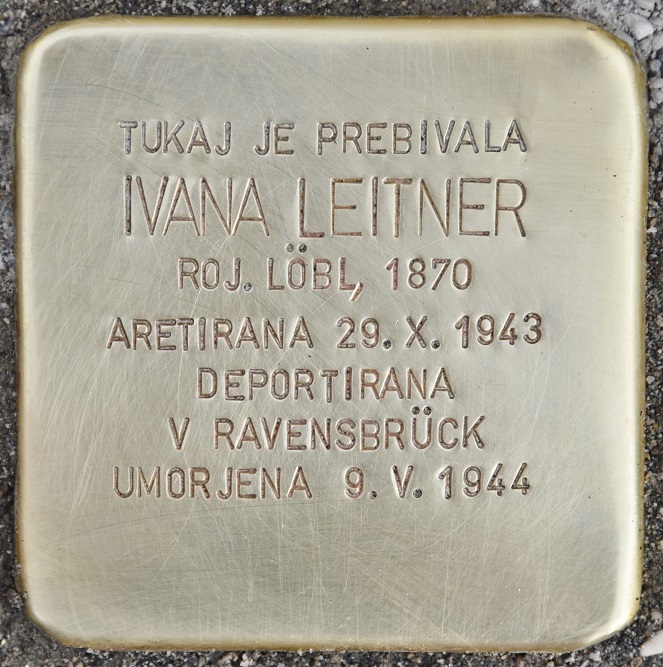 TUKAJ JE PREBIVALA
IVANA LEITNER
ROJ. LÖBL, 1870
ARETIRANA 29. X. 1943
DEPORTIRANA
V RAVENSBRÜCK
UMORJENA 9. V. 1944